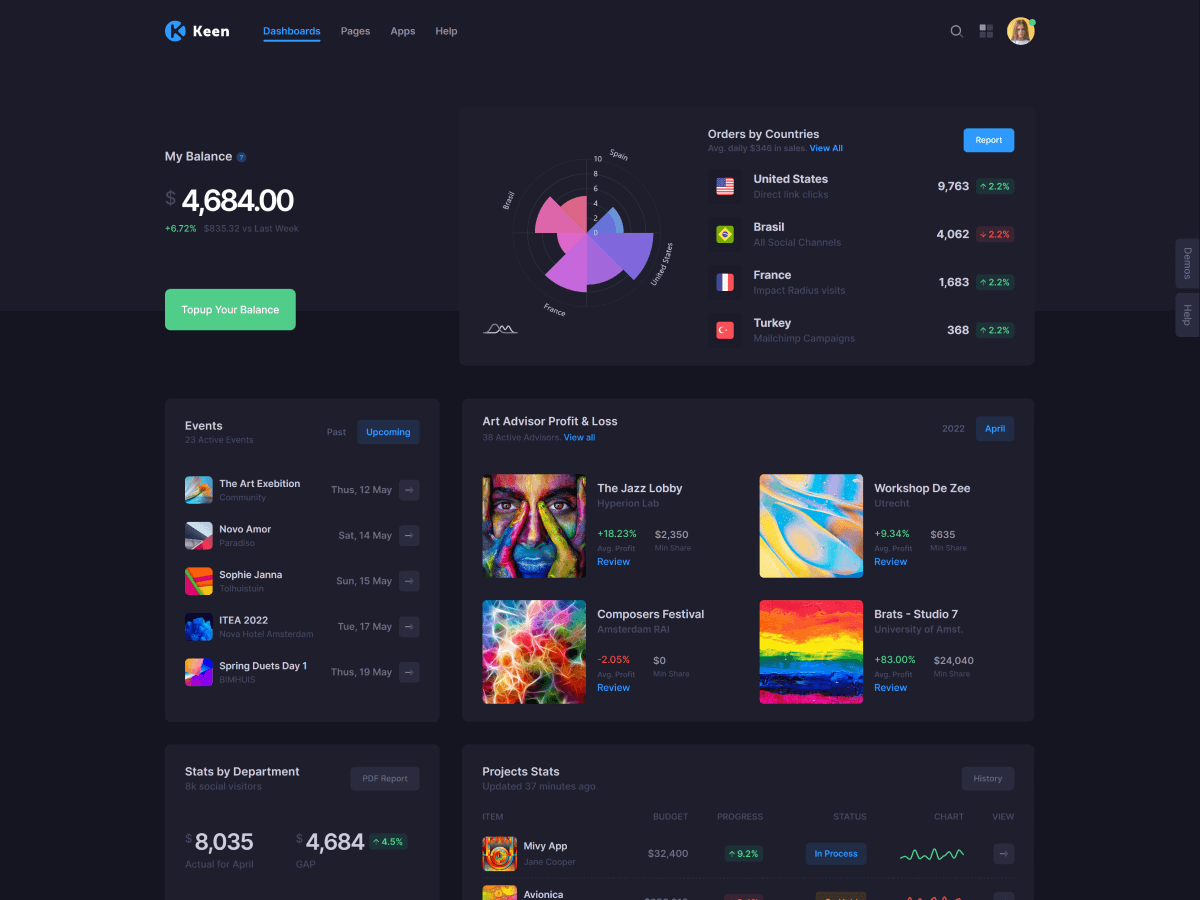 Keen
Dashboards Pages Apps Help
My Balance ?
$ 4,684.00
+6.72% $835.32 vs Last Week
Topup Your Balance
10
8
6
4
2
0
Spain
Brasil
United States
France
Orders by Countries
Avg. daily $346 in sales. View All
Report
United States
Direct link clicks
9,763 ↑ 2.2%
Brasil
All Social Channels
4,062 ↓ 2.2%
France
Impact Radius visits
1,683 ↑ 2.2%
Turkey
Mailchimp Campaigns
368 ↑ 2.2%
Demos
Help
Events
23 Active Events
Past Upcoming
The Art Exebition
Community
Thus, 12 May
Novo Amor
Paradiso
Sat, 14 May
Sophie Janna
Tolhuistuin
Sun, 15 May
ITEA 2022
Nova Hotel Amsterdam
Tue, 17 May
Spring Duets Day 1
BIMHUIS
Thus, 19 May
Art Advisor Profit & Loss
38 Active Advisors. View all
2022 April
The Jazz Lobby
Hyperion Lab
+18.23% $2,350
Avg. Profit Min Share
Review
Workshop De Zee
Utrecht
+9.34% $635
Avg. Profit Min Share
Review
Composers Festival
Amsterdam RAI
-2.05% $0
Avg. Profit Min Share
Review
Brats - Studio 7
University of Amst.
+83.00% $24,040
Avg. Profit Min Share
Review
Stats by Department
8k social visitors
PDF Report
$ 8,035
Actual for April
$ 4,684 ↑ 4.5%
GAP
Projects Stats
Updated 37 minutes ago
History
ITEM BUDGET PROGRESS STATUS CHART VIEW
Mivy App
Jane Cooper
$32,400 ↑ 9.2% In Process
Avionica